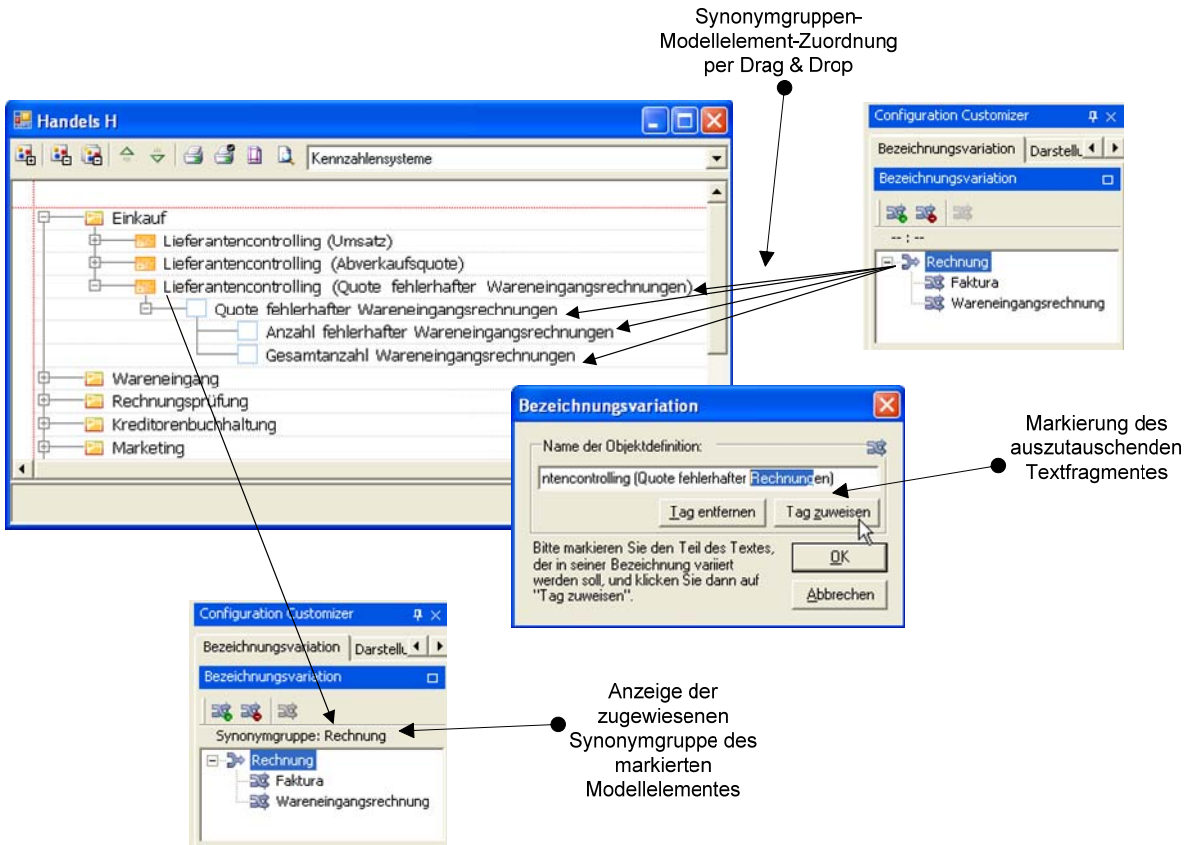 Synonymgruppen-
Modellelement-Zuordnung
per Drag & Drop
Handels H
Kennzahlensysteme
Einkauf
Lieferantencontrolling (Umsatz)
Lieferantencontrolling (Abverkaufsquote)
Lieferantencontrolling (Quote fehlerhafter Wareneingangsrechnungen)
Quote fehlerhafter Wareneingangsrechnungen
Anzahl fehlerhafter Wareneingangsrechnungen
Gesamtanzahl Wareneingangsrechnungen
Wareneingang
Rechnungsprüfung
Kreditorenbuchhaltung
Marketing
Configuration Customizer
Bezeichnungsvariation Darstellu
Bezeichnungsvariation
-- : --
Rechnung
Faktura
Wareneingangsrechnung
Bezeichnungsvariation
Name der Objektdefinition:
ntencontrolling (Quote fehlerhafter Rechnungen)
Tag entfernen Tag zuweisen
Bitte markieren Sie den Teil des Textes,
der in seiner Bezeichnung variiert
werden soll, und klicken Sie dann auf
"Tag zuweisen".
OK
Abbrechen
Markierung des
auszutauschenden
Textfragmentes
Configuration Customizer
Bezeichnungsvariation Darstellu
Bezeichnungsvariation
Synonymgruppe: Rechnung
Rechnung
Faktura
Wareneingangsrechnung
Anzeige der
zugewiesenen
Synonymgruppe des
markierten
Modellelementes